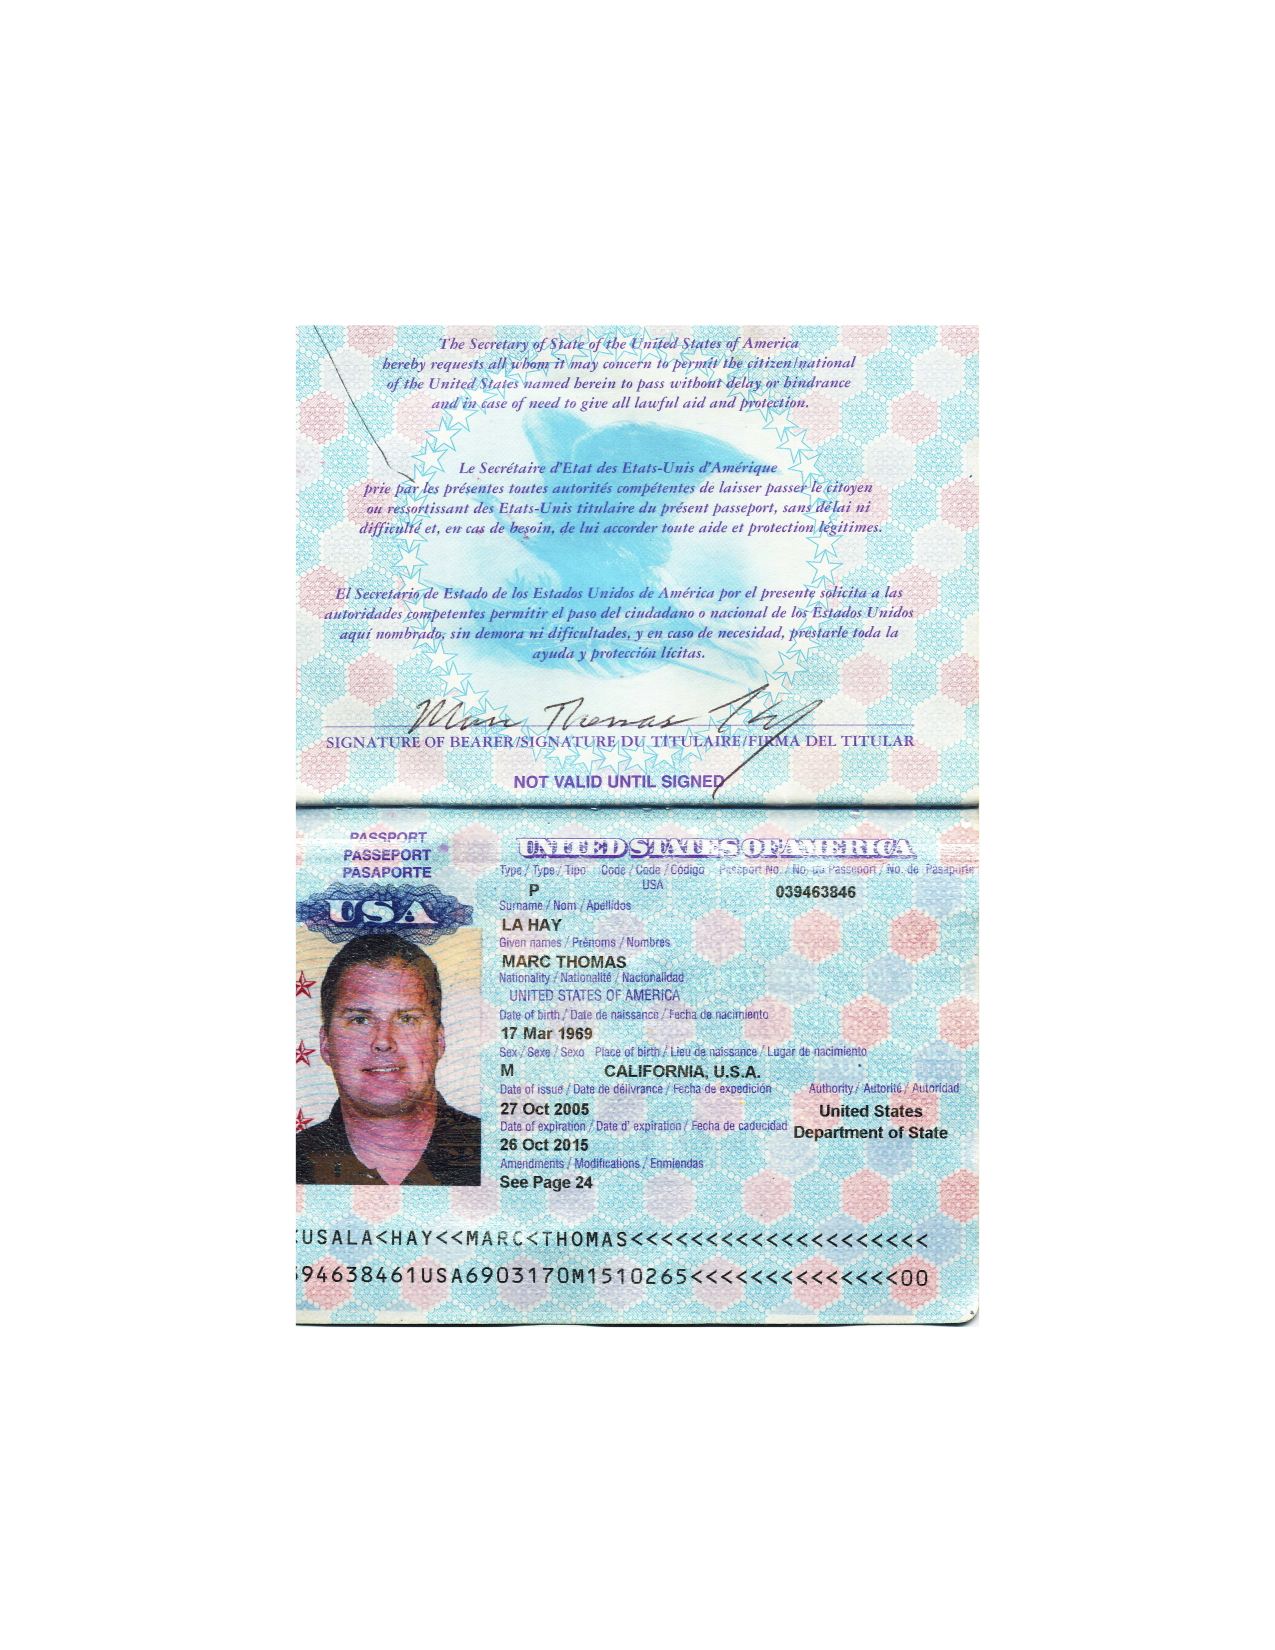 The Secretary of State of the United States of America
hereby requests all whom it may concern to permit the citizen/national
of the United States named herein to pass without delay or hindrance
and in case of need to give all lawful aid and protection.
Le Secrétaire d'Etat des Etats-Unis d'Amérique
prie par les présentes toutes autorités compétentes de laisser passer le citoyen
ou ressortissant des Etats-Unis titulaire du présent passeport, sans délai ni
difficulté et, en cas de besoin, de lui accorder toute aide et protection légitimes.
El Secretario de Estado de los Estados Unidos de América por el presente solicita a las
autoridades competentes permitir el paso del ciudadano o nacional de los Estados Unidos
aquí nombrado, sin demora ni dificultades, y en caso de necesidad, prestarle toda la
ayuda y protección lícitas.
Marc Thomas
SIGNATURE OF BEARER/SIGNATURE DU TITULAIRE/FIRMA DEL TITULAR
NOT VALID UNTIL SIGNED
PASSPORT
PASSEPORT
PASAPORTE
USA
UNITED STATES OF AMERICA
Type / Type / Tipo Code / Code / Código Passport No. / No. du Passeport / No. de Pasaporte
P USA 039463846
Surname / Nom / Apellidos
LA HAY
Given names / Prénoms / Nombres
MARC THOMAS
Nationality / Nationalité / Nacionalidad
UNITED STATES OF AMERICA
Date of birth / Date de naissance / Fecha de nacimiento
17 Mar 1969
Sex / Sexe / Sexo Place of birth / Lieu de naissance / Lugar de nacimiento
M CALIFORNIA, U.S.A.
Date of issue / Date de délivrance / Fecha de expedición Authority / Autorité / Autoridad
27 Oct 2005 United States
Date of expiration / Date d' expiration / Fecha de caducidad Department of State
26 Oct 2015
Amendments / Modifications / Enmiendas
See Page 24
USALA<HAY<<MARC<THOMAS<<<<<<<<<<<<<<<<<<<<
94638461USA6903170M1510265<<<<<<<<<<<<<<00